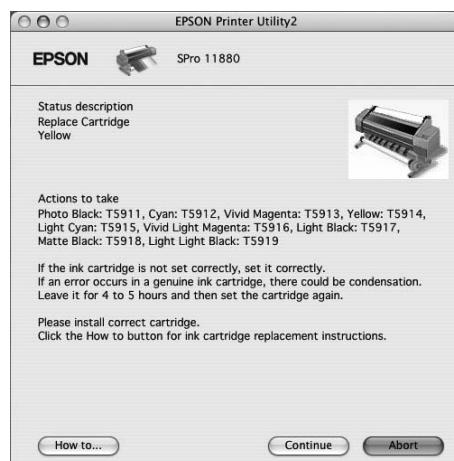 EPSON Printer Utility2
EPSON
SPro 11880
Status description
Replace Cartridge
Yellow
Actions to take
Photo Black: T5911, Cyan: T5912, Vivid Magenta: T5913, Yellow: T5914,
Light Cyan: T5915, Vivid Light Magenta: T5916, Light Black: T5917,
Matte Black: T5918, Light Light Black: T5919
If the ink cartridge is not set correctly, set it correctly.
If an error occurs in a genuine ink cartridge, there could be condensation.
Leave it for 4 to 5 hours and then set the cartridge again.
Please install correct cartridge.
Click the How to button for ink cartridge replacement instructions.
How to...
Continue
Abort